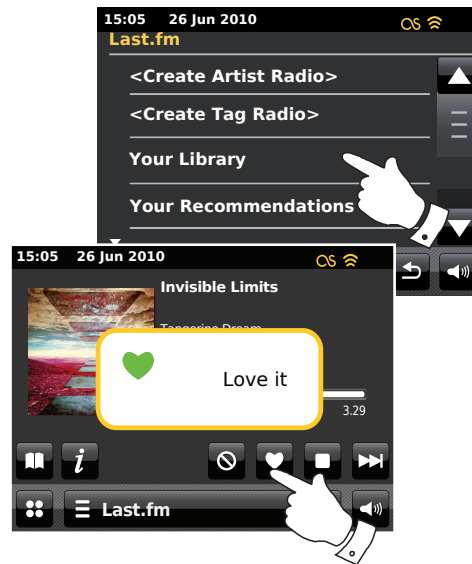 15:05 26 Jun 2010
Last.fm
<Create Artist Radio>
<Create Tag Radio>
Your Library
Your Recommendations
15:05 26 Jun 2010
Invisible Limits
Tangerine Dream
Love it
3.29
i
Last.fm